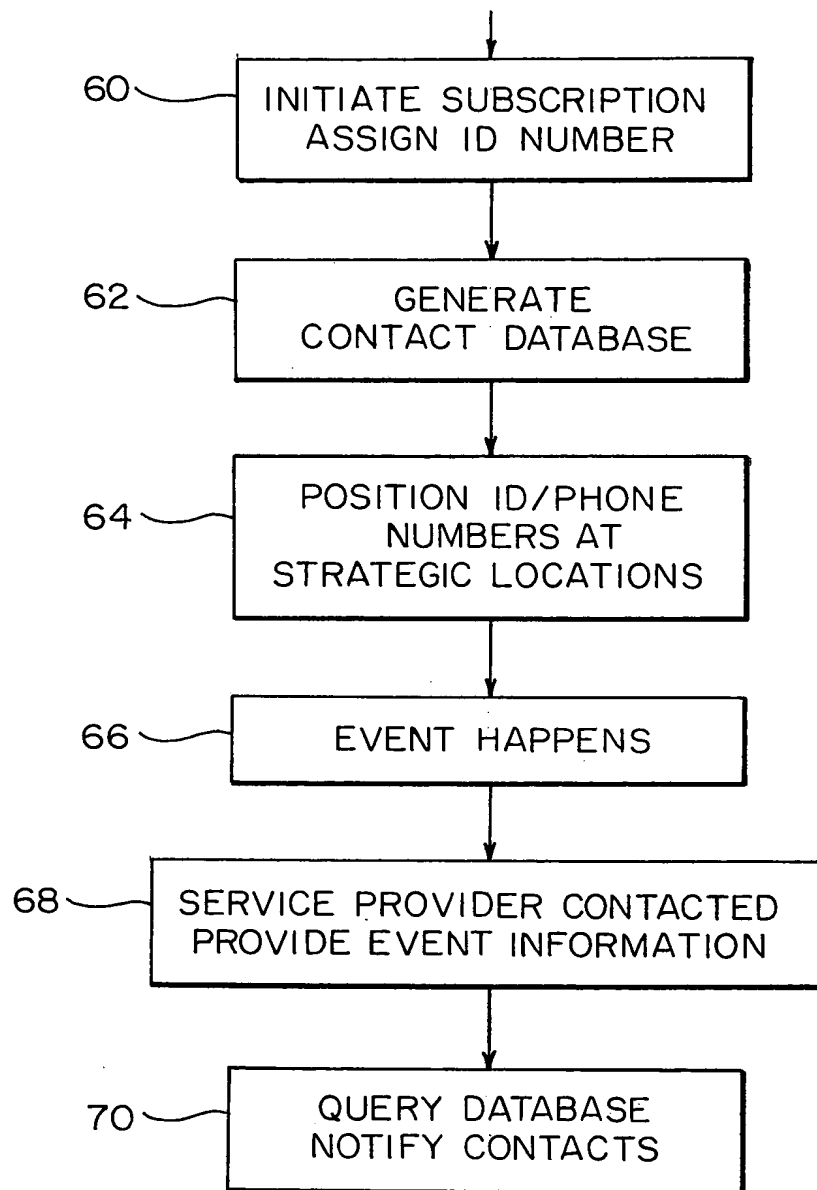 60
INITIATE SUBSCRIPTION
ASSIGN ID NUMBER
62
GENERATE
CONTACT DATABASE
64
POSITION ID/PHONE
NUMBERS AT
STRATEGIC LOCATIONS
66
EVENT HAPPENS
68
SERVICE PROVIDER CONTACTED
PROVIDE EVENT INFORMATION
70
QUERY DATABASE
NOTIFY CONTACTS